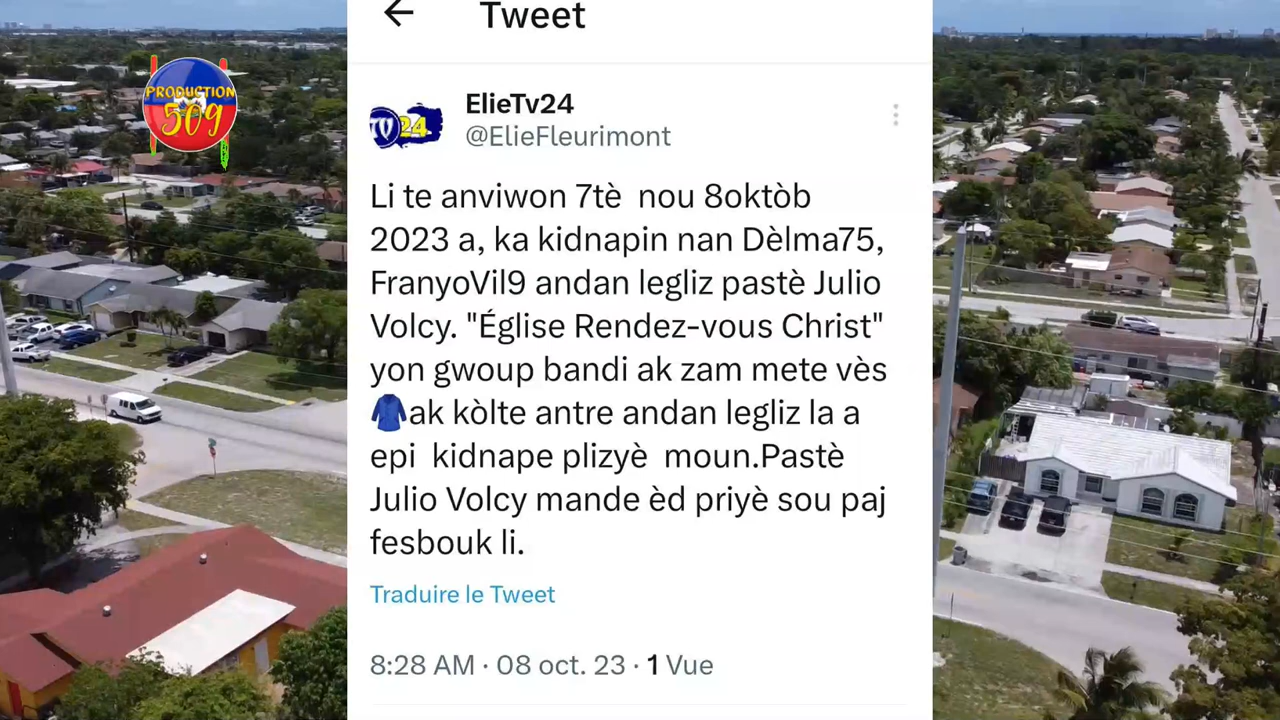 Tweet
PRODUCTION
509
TV24
ElieTv24
@ElieFleurimont
Li te anviwon 7tè nou 8oktòb
2023 a, ka kidnapin nan Dèlma75,
FranyoVil9 andan legliz pastè Julio
Volcy. "Église Rendez-vous Christ"
yon gwoup bandi ak zam mete vès
🧥ak kòlte antre andan legliz la a
epi kidnape plizyè moun.Pastè
Julio Volcy mande èd priyè sou paj
fesbouk li.
Traduire le Tweet
8:28 AM · 08 oct. 23 · 1 Vue